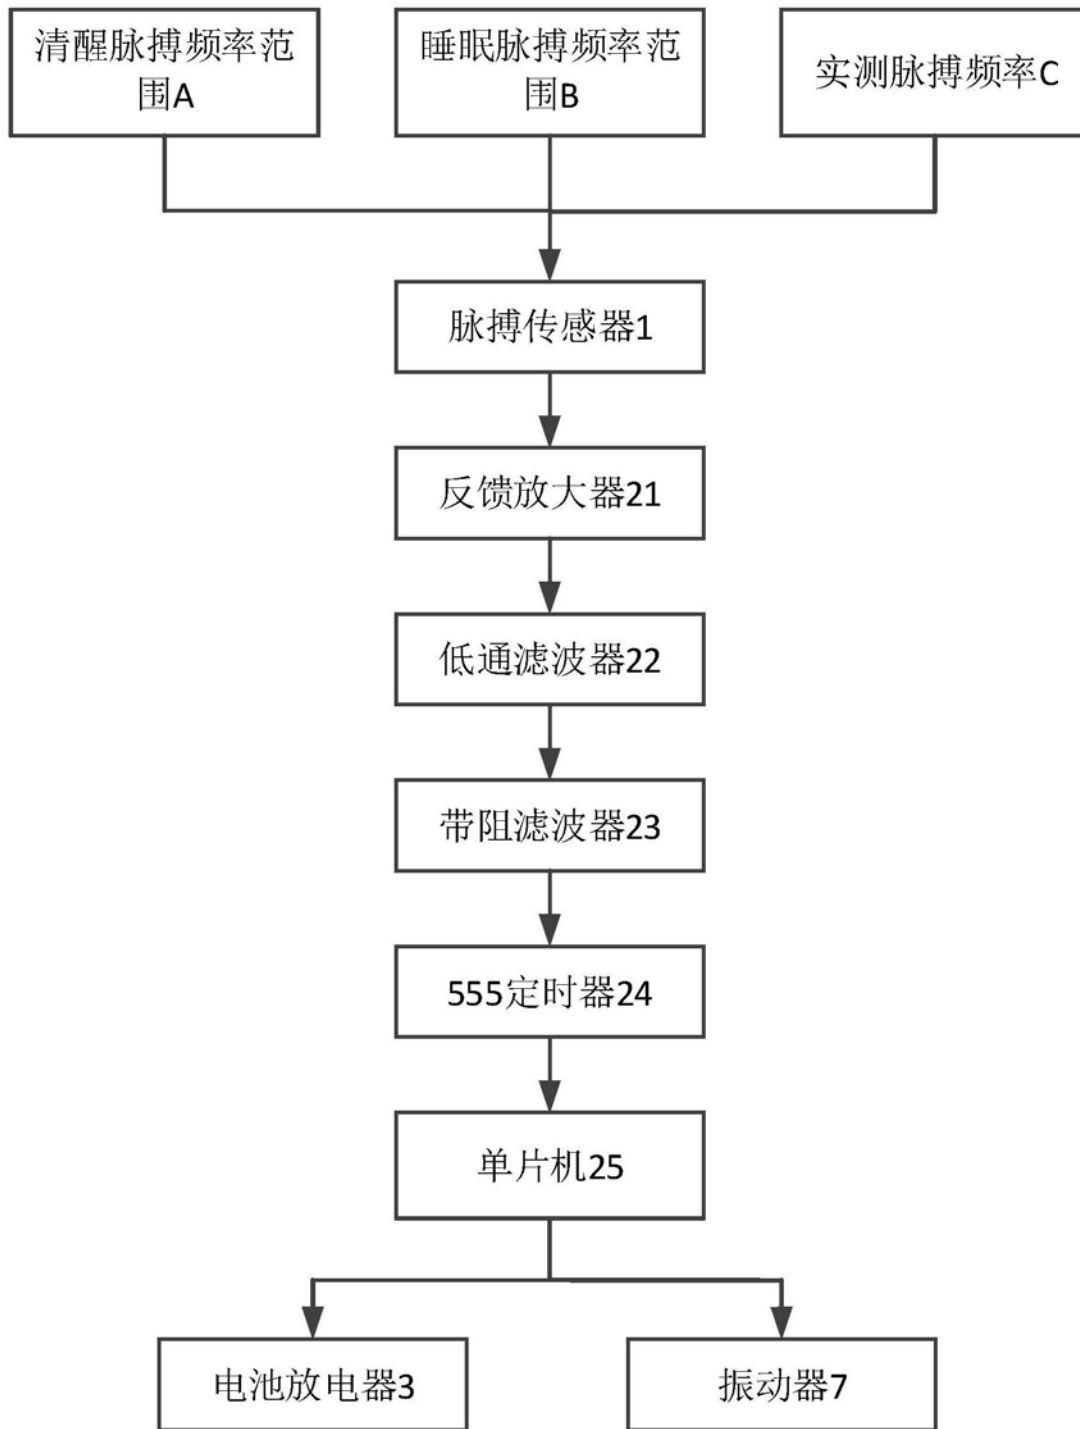 清醒脉搏频率范
围A
睡眠脉搏频率范
围B
实测脉搏频率C
脉搏传感器1
反馈放大器21
低通滤波器22
带阻滤波器23
555定时器24
单片机25
电池放电器3
振动器7